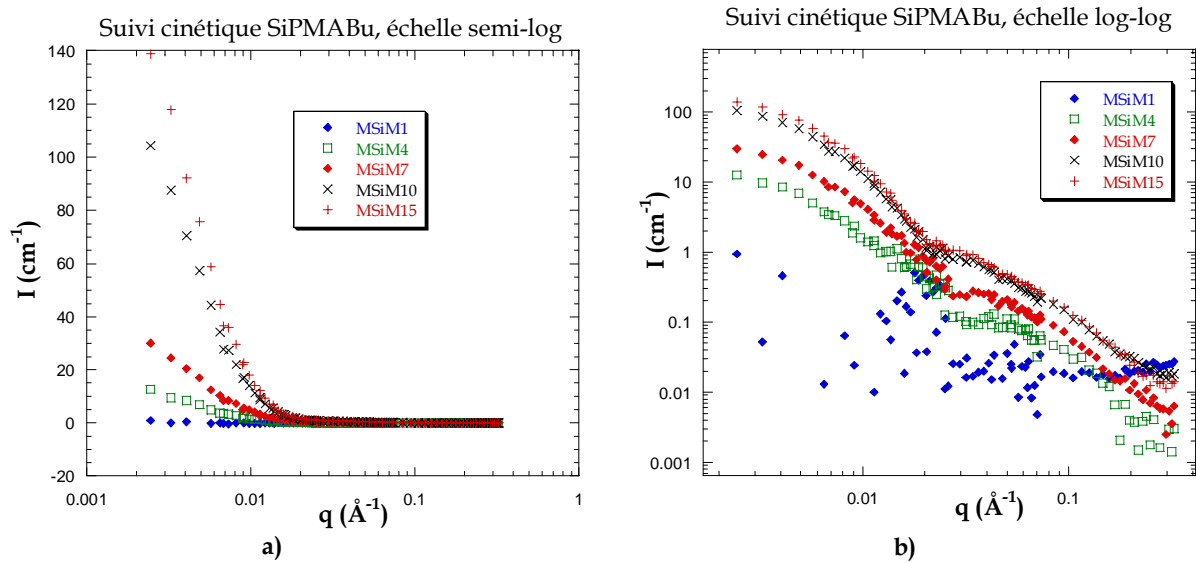 Suivi cinétique SiPMABu, échelle semi-log
140
120
100
80
60
40
20
0
-20
I (cm-1)
MSiM1
MSiM4
MSiM7
MSiM10
MSiM15
0.001
0.01
0.1
1
q (Å-1)
a)
Suivi cinétique SiPMABu, échelle log-log
100
10
1
0.1
0.01
0.001
I (cm-1)
MSiM1
MSiM4
MSiM7
MSiM10
MSiM15
0.01
0.1
q (Å-1)
b)